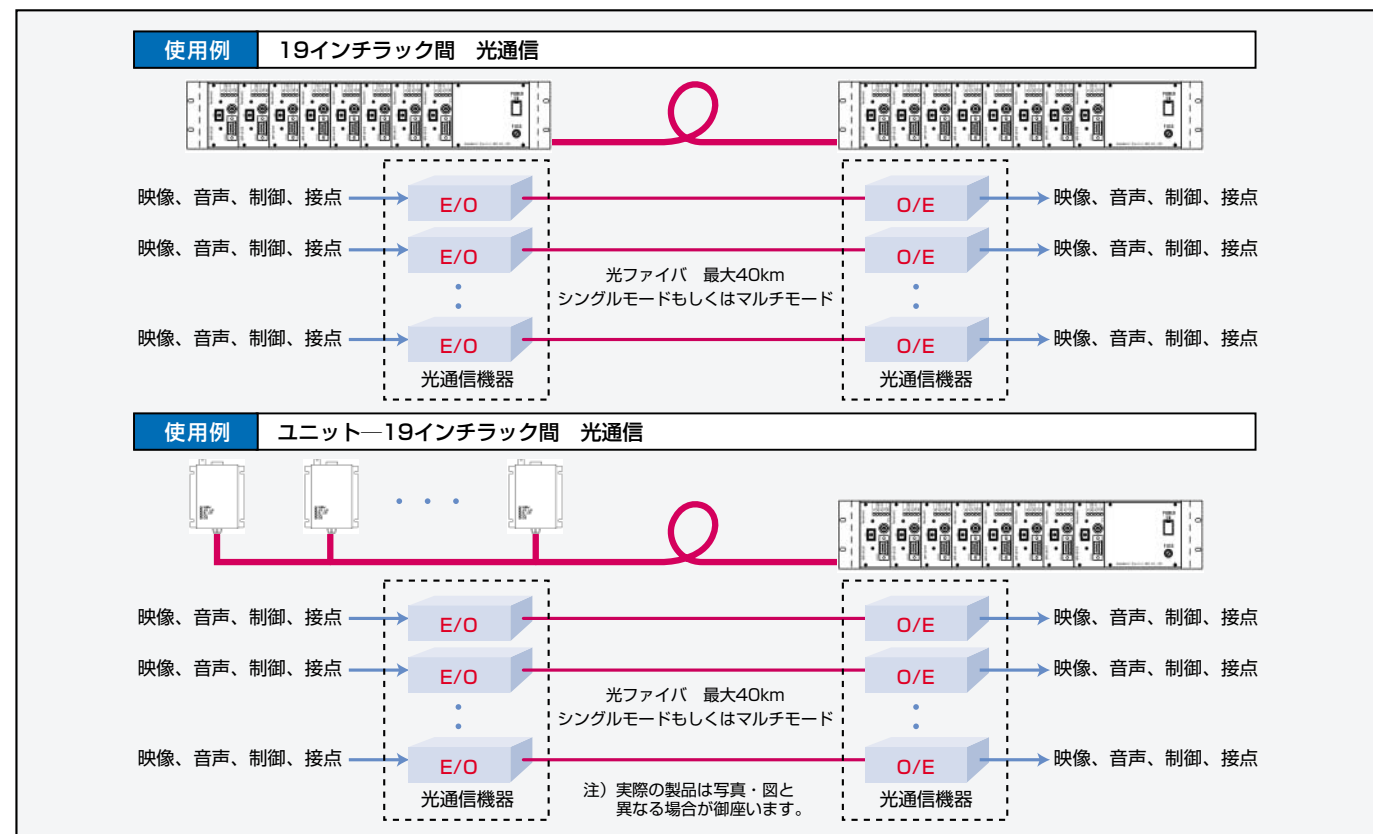 使用例 19インチラック間 光通信
映像、音声、制御、接点 E/O O/E 映像、音声、制御、接点
映像、音声、制御、接点 E/O O/E 映像、音声、制御、接点
光ファイバ 最大40km
シングルモードもしくはマルチモード
映像、音声、制御、接点 E/O O/E 映像、音声、制御、接点
光通信機器 光通信機器
使用例 ユニット―19インチラック間 光通信
映像、音声、制御、接点 E/O O/E 映像、音声、制御、接点
映像、音声、制御、接点 E/O O/E 映像、音声、制御、接点
光ファイバ 最大40km
シングルモードもしくはマルチモード
映像、音声、制御、接点 E/O O/E 映像、音声、制御、接点
光通信機器 光通信機器
注）実際の製品は写真・図と
異なる場合が御座います。